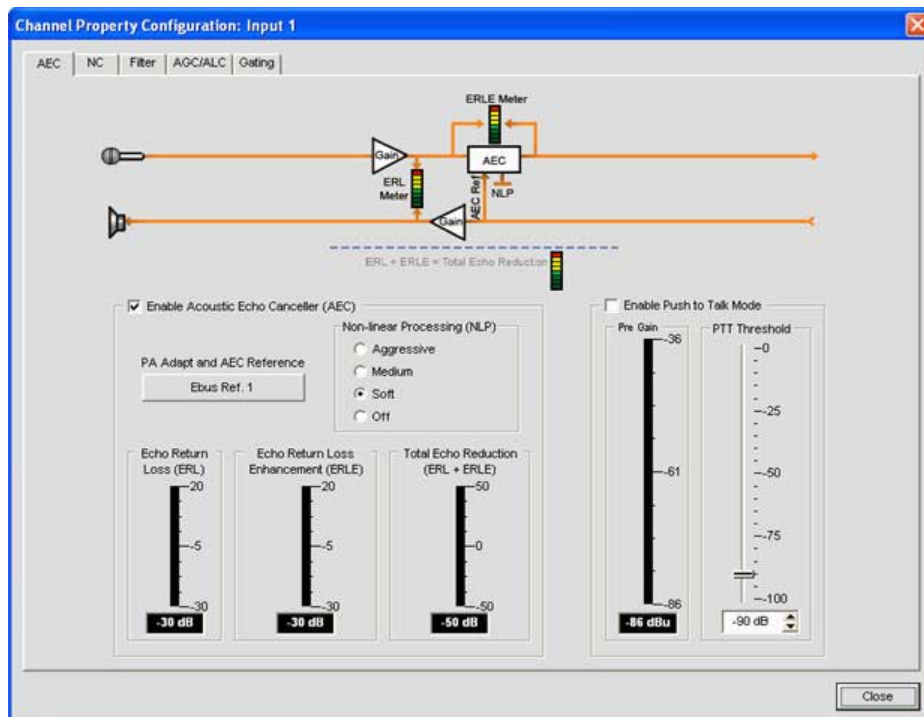 Channel Property Configuration: Input 1
AEC NC Filter AGC/ALC Gating
ERLE Meter
Gain
AEC
ERL
Meter
AEC Ref
NLP
Gain
ERL + ERLE = Total Echo Reduction
Enable Acoustic Echo Canceller (AEC)
PA Adapt and AEC Reference
Ebus Ref. 1
Non-linear Processing (NLP)
Aggressive
Medium
Soft
Off
Echo Return
Loss (ERL)
20
-5
-30
-30 dB
Echo Return Loss
Enhancement (ERLE)
20
-5
-30
-30 dB
Total Echo Reduction
(ERL + ERLE)
50
0
-50
-50 dB
Enable Push to Talk Mode
Pre Gain
-36
-61
-86
-86 dBu
PTT Threshold
0
-25
-50
-75
-100
-90 dB
Close